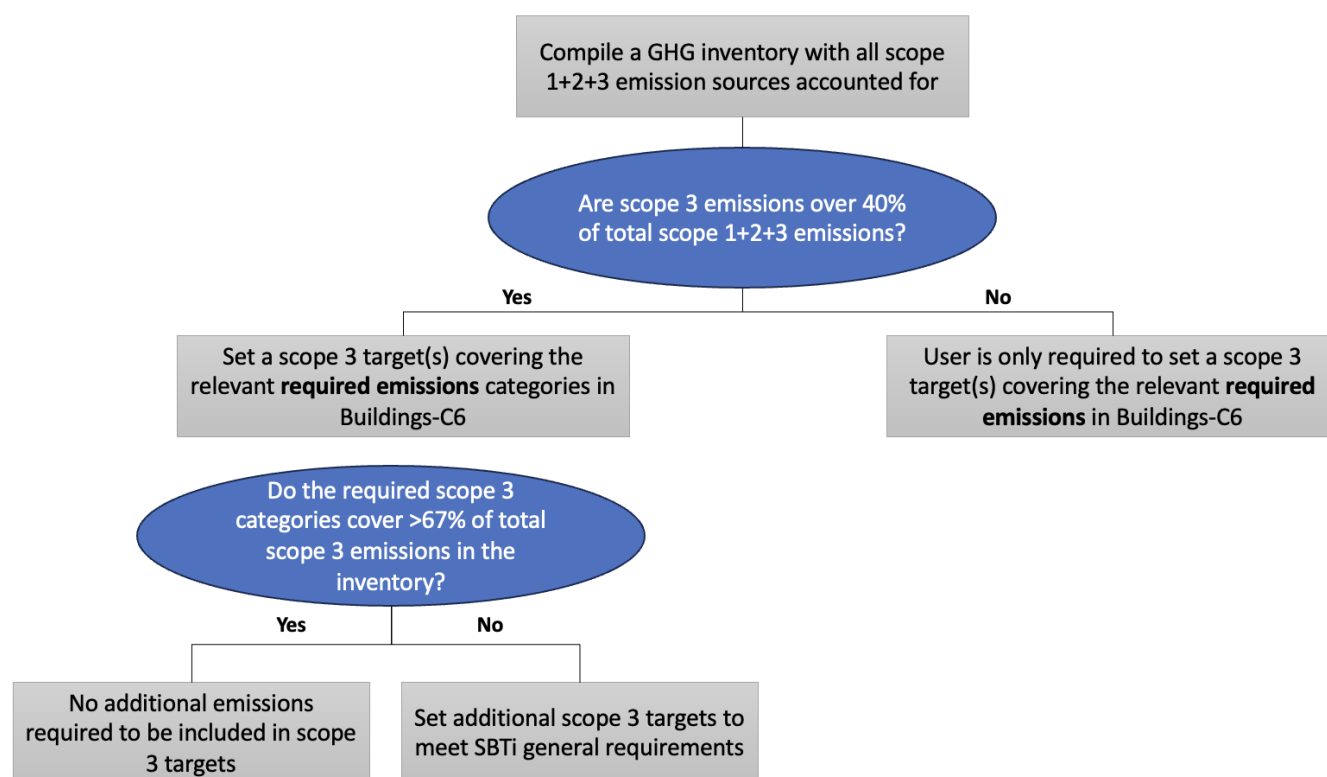 Compile a GHG inventory with all scope
1+2+3 emission sources accounted for
Are scope 3 emissions over 40%
of total scope 1+2+3 emissions?
Yes
No
Set a scope 3 target(s) covering the
relevant required emissions categories in
Buildings-C6
User is only required to set a scope 3
target(s) covering the relevant required
emissions in Buildings-C6
Do the required scope 3
categories cover >67% of total
scope 3 emissions in the
inventory?
Yes
No
No additional emissions
required to be included in scope
3 targets
Set additional scope 3 targets to
meet SBTi general requirements